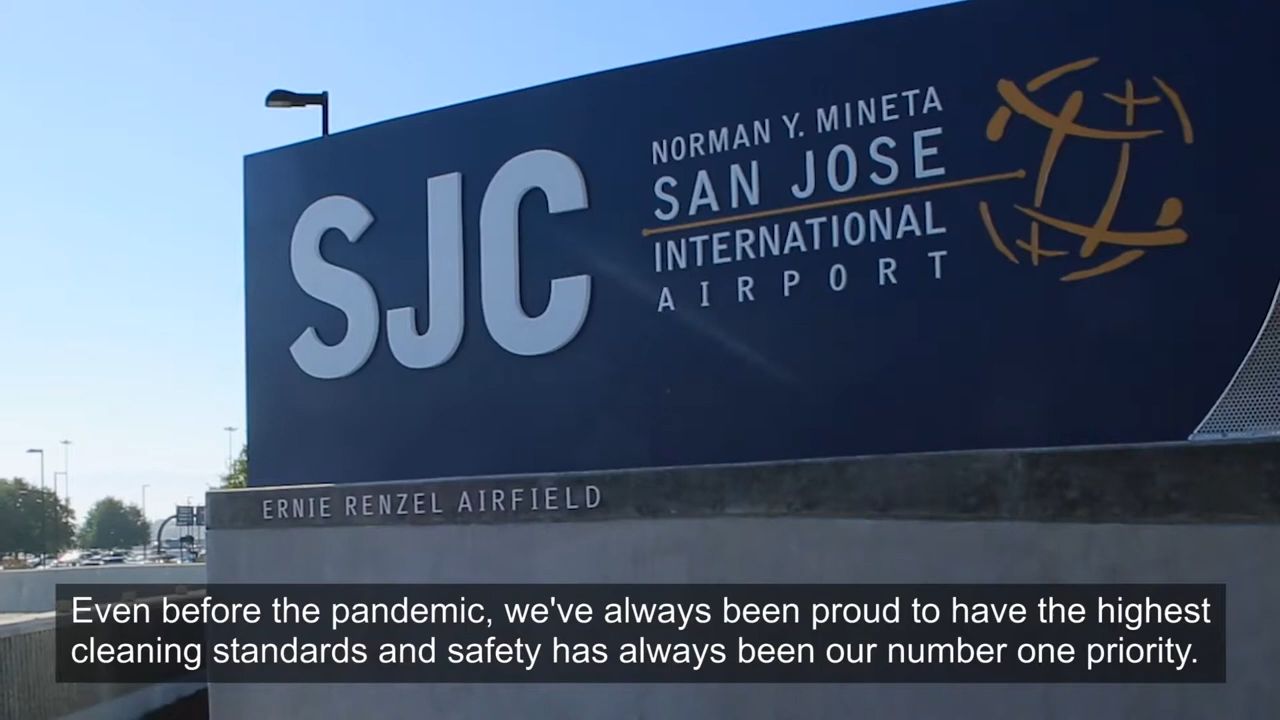 SJC
NORMAN Y. MINETA
SAN JOSE
INTERNATIONAL
AIRPORT
ERNIE RENZEL AIRFIELD
Even before the pandemic, we've always been proud to have the highest
cleaning standards and safety has always been our number one priority.